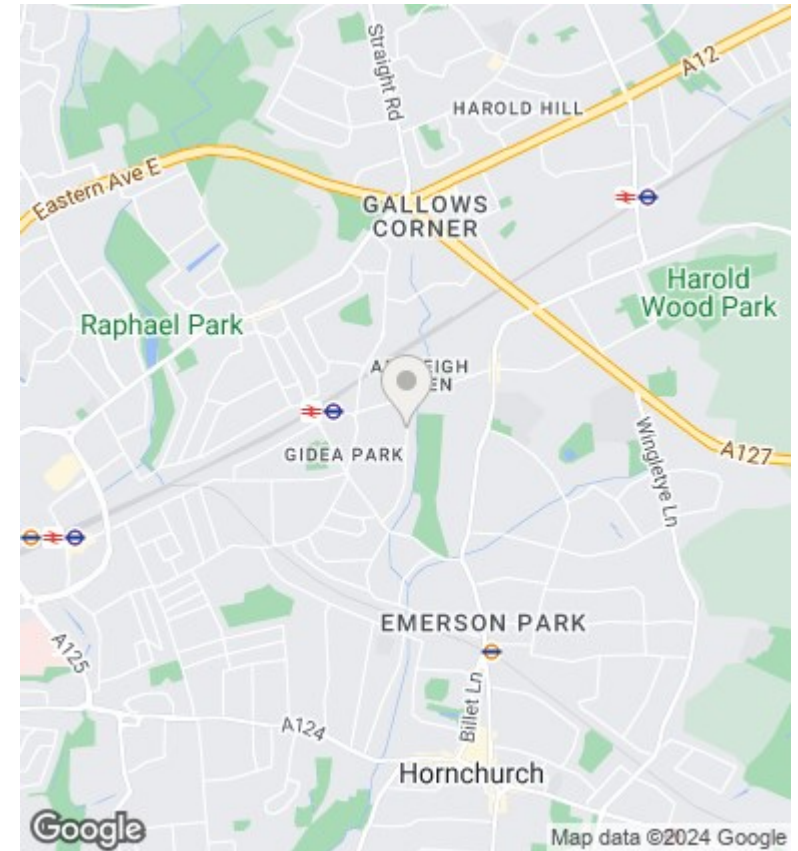 Straight Rd
A12
HAROLD HILL
Eastern Ave E
GALLOWS
CORNER
Harold
Wood Park
Raphael Park
GIDEA PARK
A127
Wingletye Ln
EMERSON PARK
A125
Billet Ln
A124
Hornchurch
Google
Map data ©2024 Google